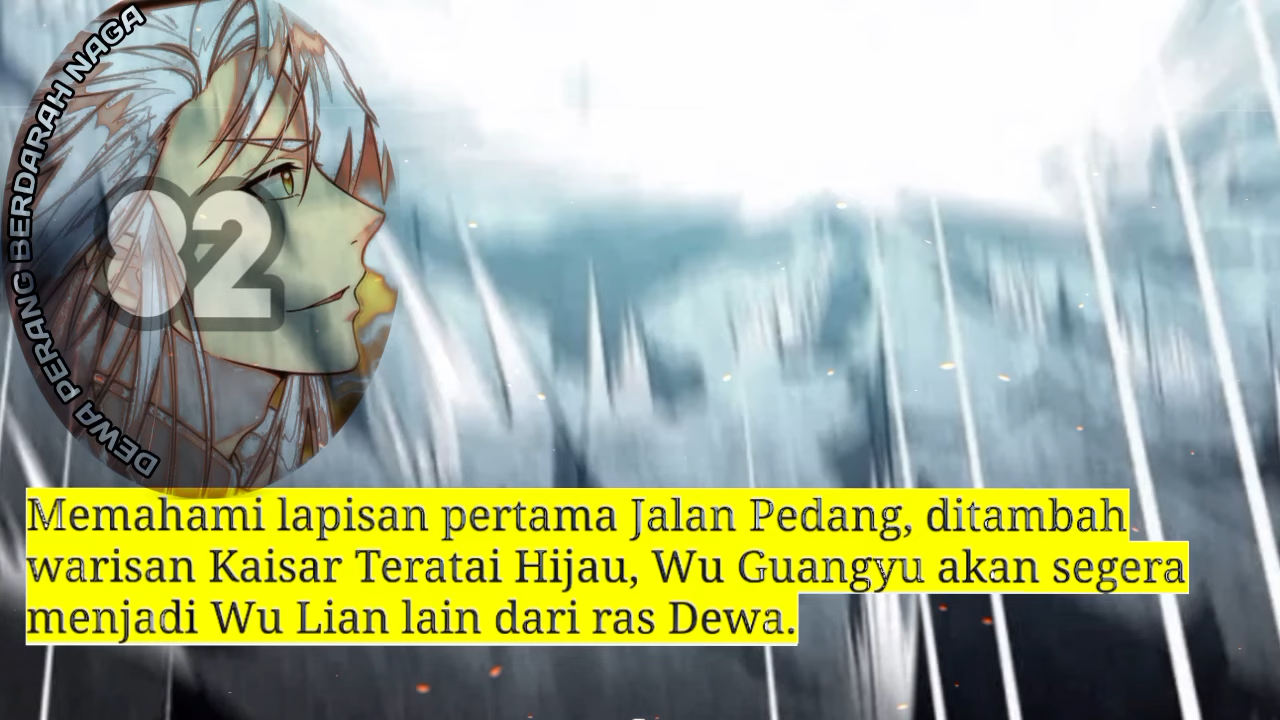 DEWA PERANG BERDARAH NAGA
82
Memahami lapisan pertama Jalan Pedang, ditambah
warisan Kaisar Teratai Hijau, Wu Guangyu akan segera
menjadi Wu Lian lain dari ras Dewa.